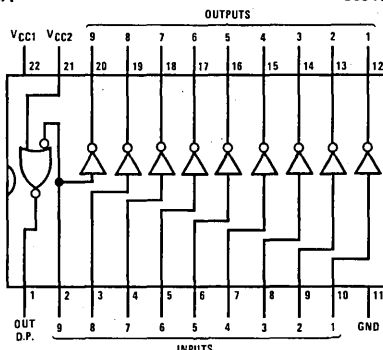 OUTPUTS
VCC1 VCC2 9 8 7 6 5 4 3 2 1
22 21 20 19 18 17 16 15 14 13 12
1 2 3 4 5 6 7 8 9 10 11
OUT D.P. 9 8 7 6 5 4 3 2 1 GND
INPUTS